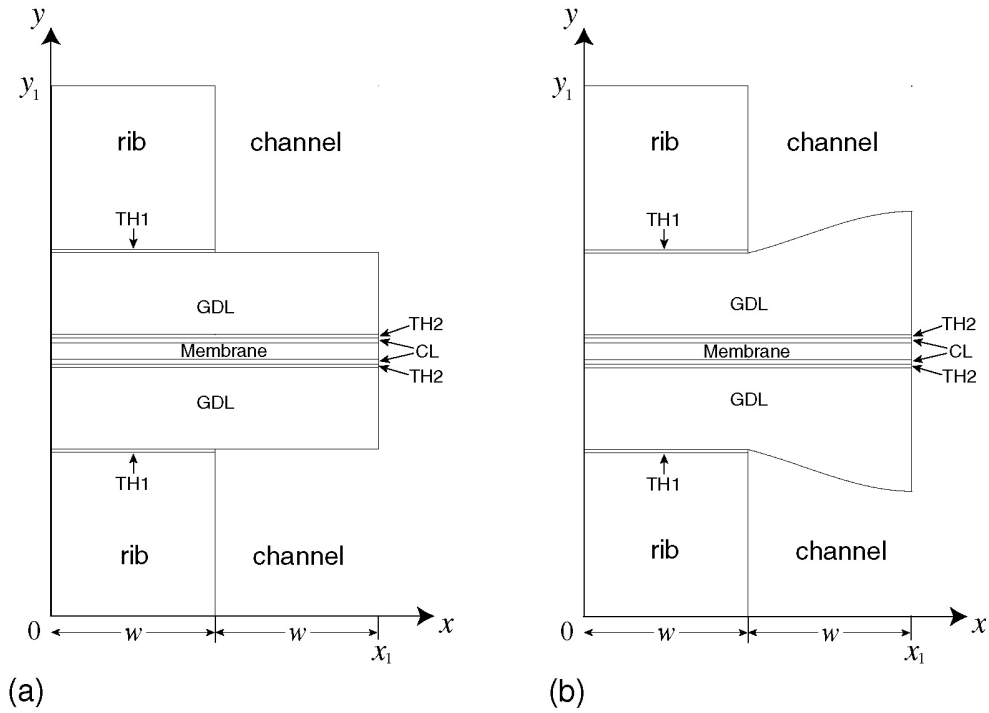 y
y1
rib
channel
TH1
GDL
TH2
Membrane
CL
TH2
GDL
TH1
rib
channel
0
w
w
x
x1
(a)
y
y1
rib
channel
TH1
GDL
TH2
Membrane
CL
TH2
GDL
TH1
rib
channel
0
w
w
x
x1
(b)